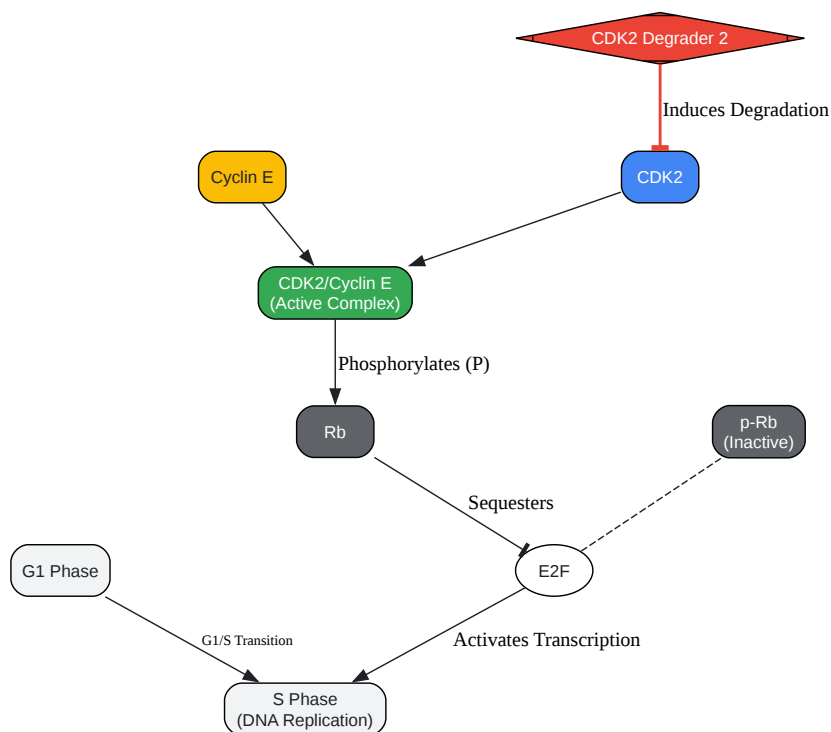 CDK2 Degrader 2
Induces Degradation
Cyclin E
CDK2
CDK2/Cyclin E
(Active Complex)
Phosphorylates (P)
Rb
p-Rb
(Inactive)
Sequesters
G1 Phase
E2F
G1/S Transition
Activates Transcription
S Phase
(DNA Replication)